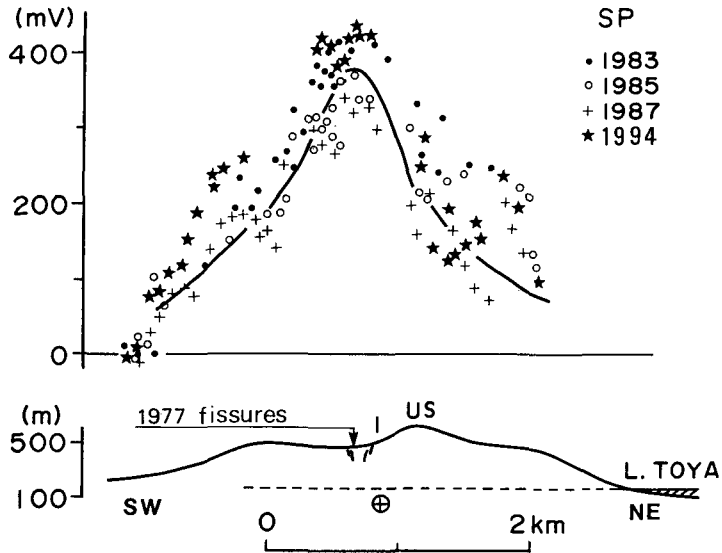 (mV)
SP
400
• 1983
○ 1985
+ 1987
★ 1994
200
0
(m)
1977 fissures
I
US
500
L. TOYA
100
SW
⊕
NE
0
2 km